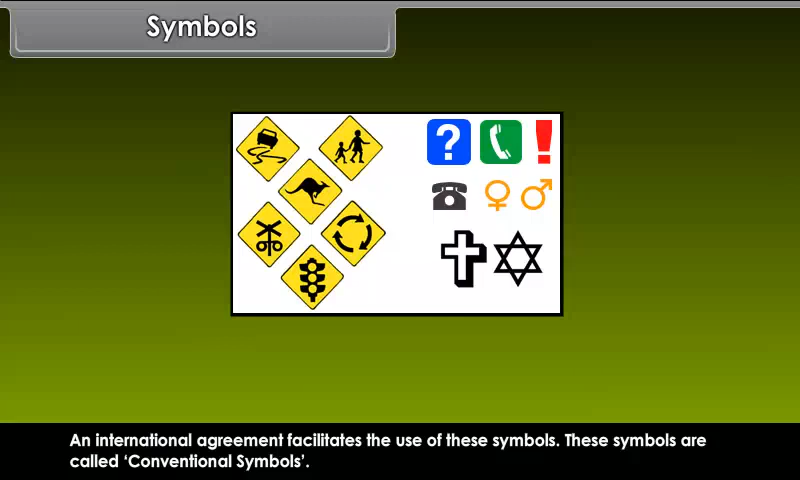 Symbols
?
!
An international agreement facilitates the use of these symbols. These symbols are
called ‘Conventional Symbols’.